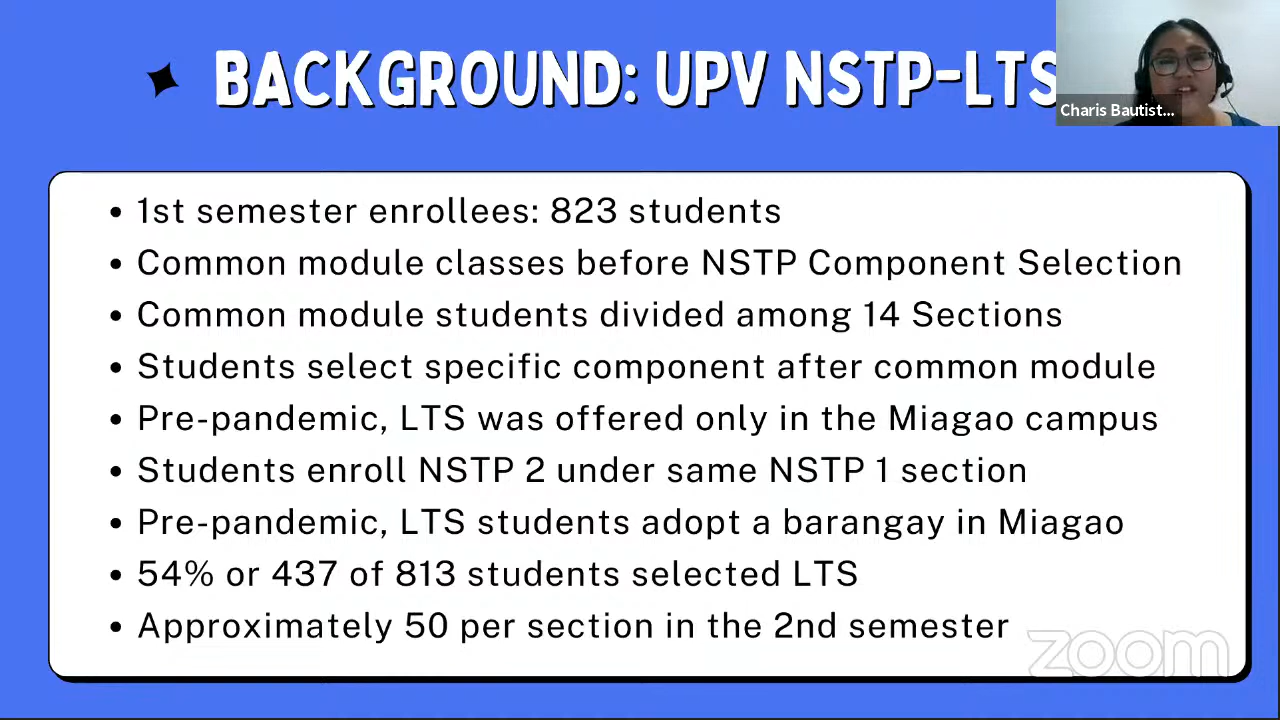 BACKGROUND: UPV NSTP-LTS
Charis Bautist...
• 1st semester enrollees: 823 students
• Common module classes before NSTP Component Selection
• Common module students divided among 14 Sections
• Students select specific component after common module
• Pre-pandemic, LTS was offered only in the Miagao campus
• Students enroll NSTP 2 under same NSTP 1 section
• Pre-pandemic, LTS students adopt a barangay in Miagao
• 54% or 437 of 813 students selected LTS
• Approximately 50 per section in the 2nd semester
zoom